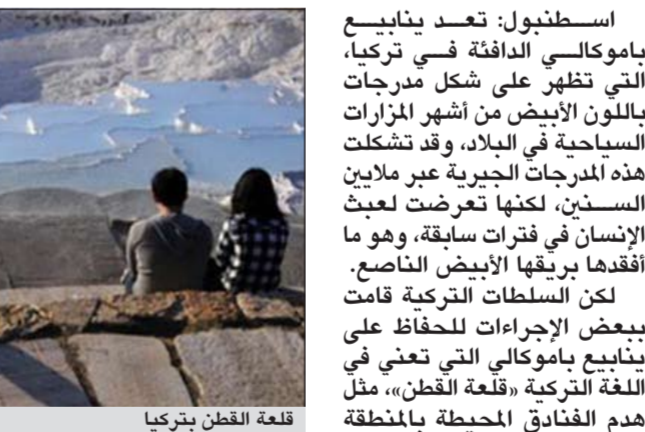 اسطنبول: تعد ينابيع
باموكالي الدافئة في تركيا،
التي تظهر على شكل مدرجات
باللون الأبيض من أشهر المزارات
السياحية في البلاد، وقد تشكلت
هذه المدرجات الجيرية عبر ملايين
السنين، لكنها تعرضت لعبث
الإنسان في فترات سابقة، وهو ما
أفقدها بريقها الأبيض الناصع.
لكن السلطات التركية قامت
ببعض الإجراءات للحفاظ على
ينابيع باموكالي التي تعني في
اللغة التركية «قلعة القطن»، مثل
هدم الفنادق المحيطة بالمنطقة
قلعة القطن بتركيا